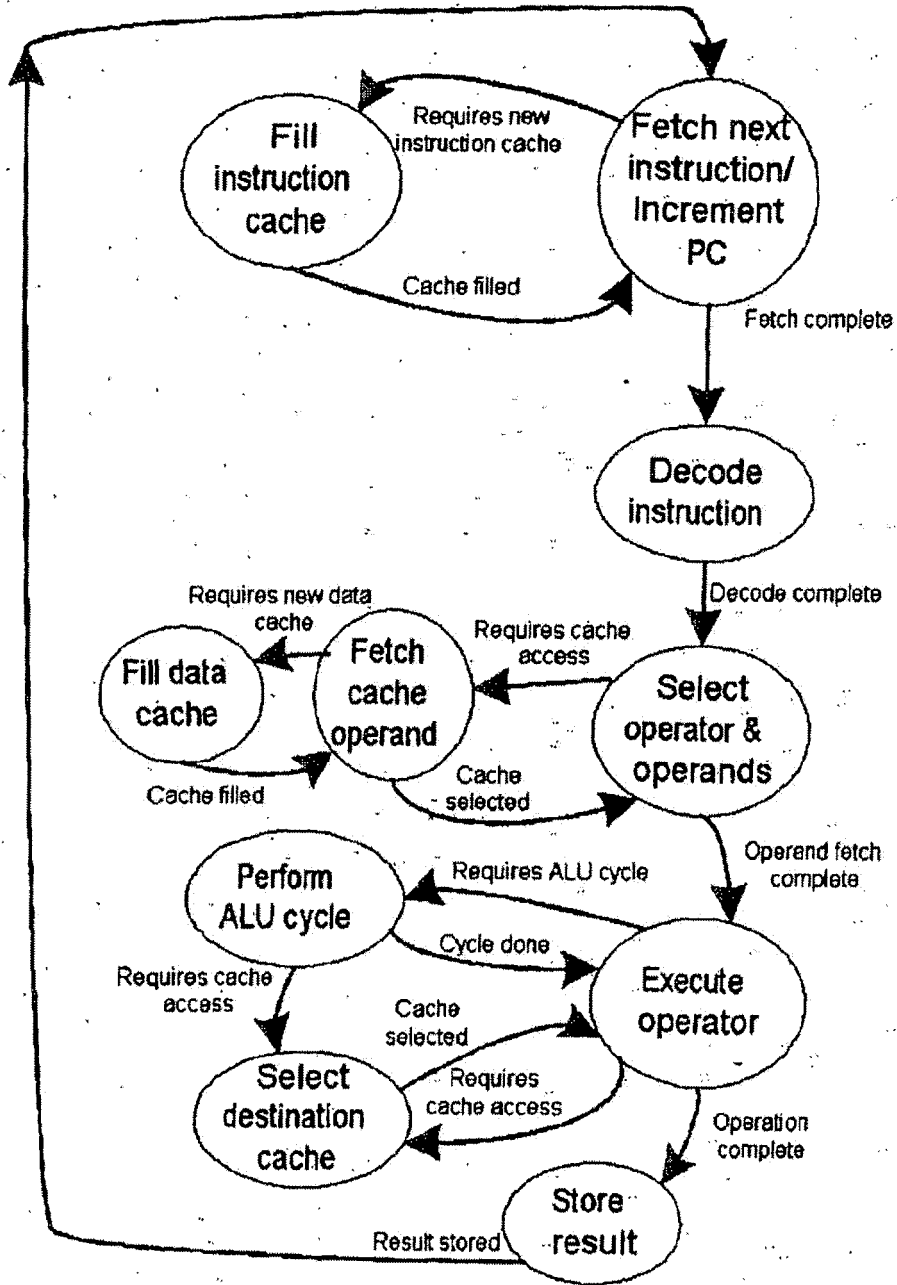 Fill
instruction
cache
Requires new
instruction cache
Fetch next
instruction/
Increment
PC
Cache filled
Fetch complete
Decode
instruction
Decode complete
Requires new data
cache
Requires cache
access
Fill data
cache
Fetch
cache
operand
Select
operator &
operands
Cache filled
Cache
selected
Operand fetch
complete
Perform
ALU cycle
Requires ALU cycle
Cycle done
Requires cache
access
Execute
operator
Cache
selected
Select
destination
cache
Requires
cache access
Operation
complete
Store
result
Result stored